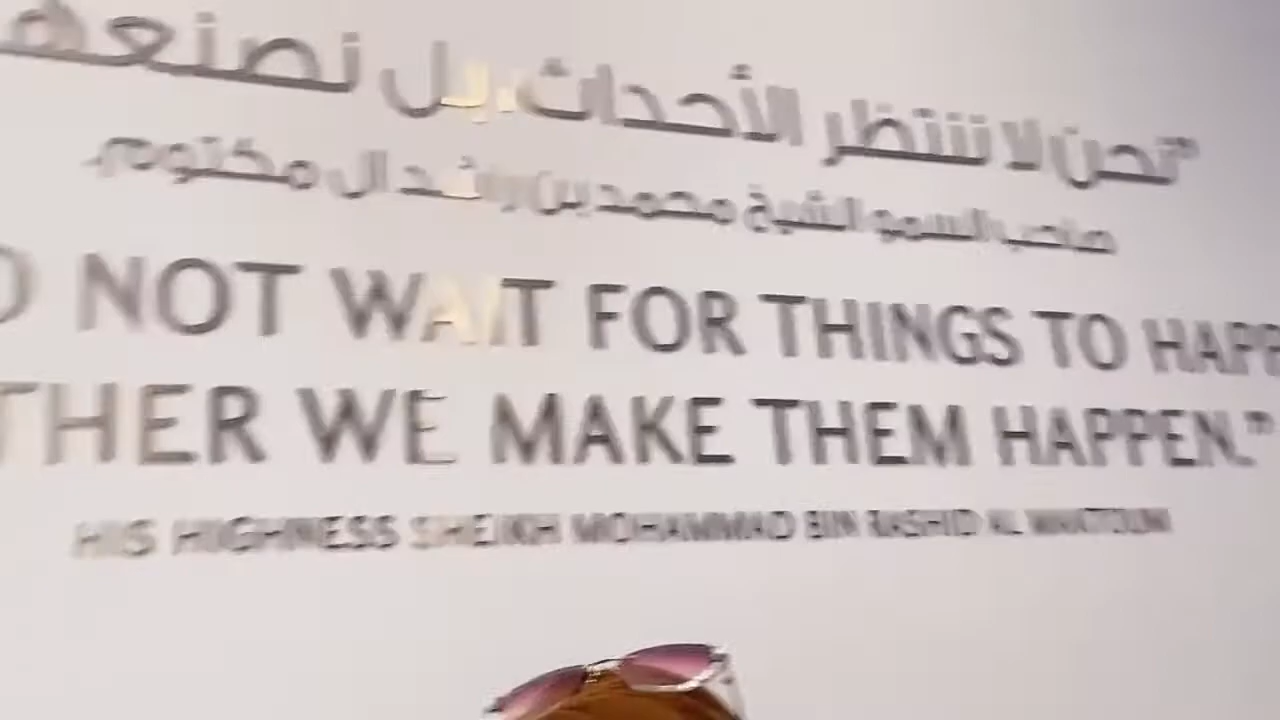 "نحن لا ننتظر الأحداث، بل نصنعها
صاحب السمو الشيخ محمد بن راشد آل مكتوم
NOT WAIT FOR THINGS TO HAPP
THER WE MAKE THEM HAPPEN."
HIS HIGHNESS SHEIKH MOHAMMAD BIN RASHID AL MAKTOUM